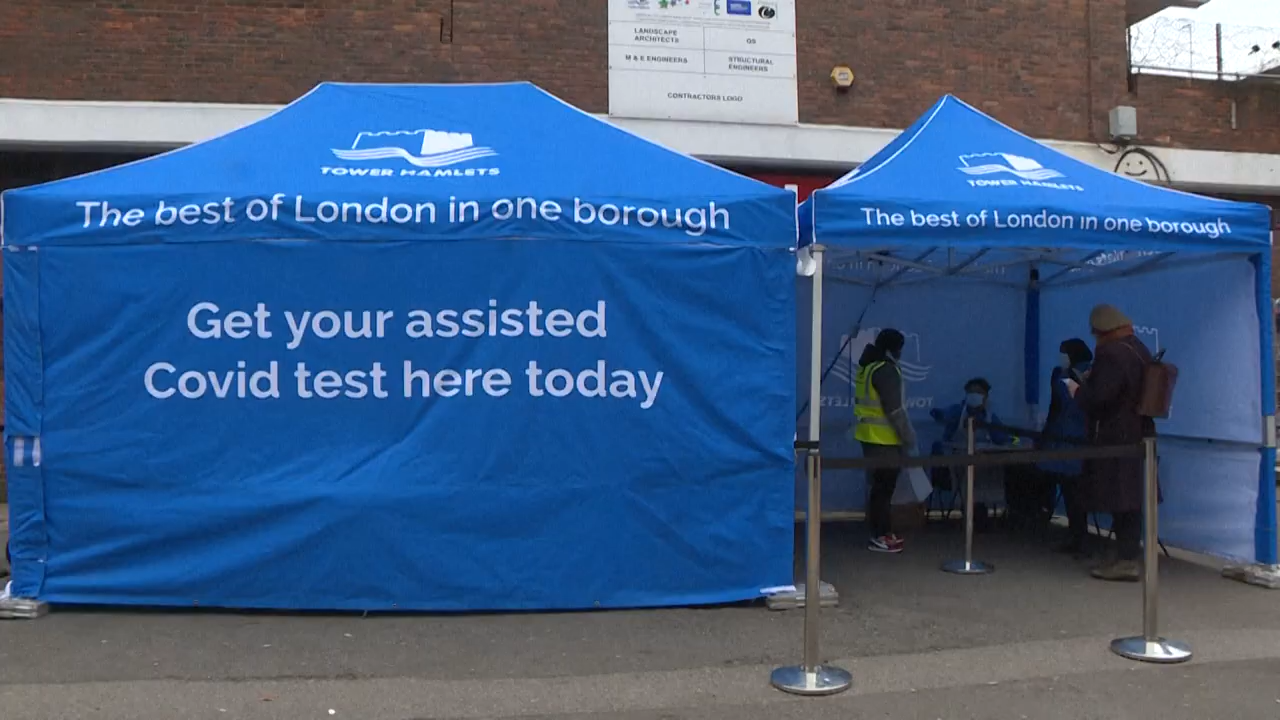 LANDSCAPE
ARCHITECTS
QS
M & E ENGINEERS
STRUCTURAL
ENGINEERS
CONTRACTORS LOGO
TOWER HAMLETS
The best of London in one borough
Get your assisted
Covid test here today
TOWER HAMLETS
The best of London in one borough